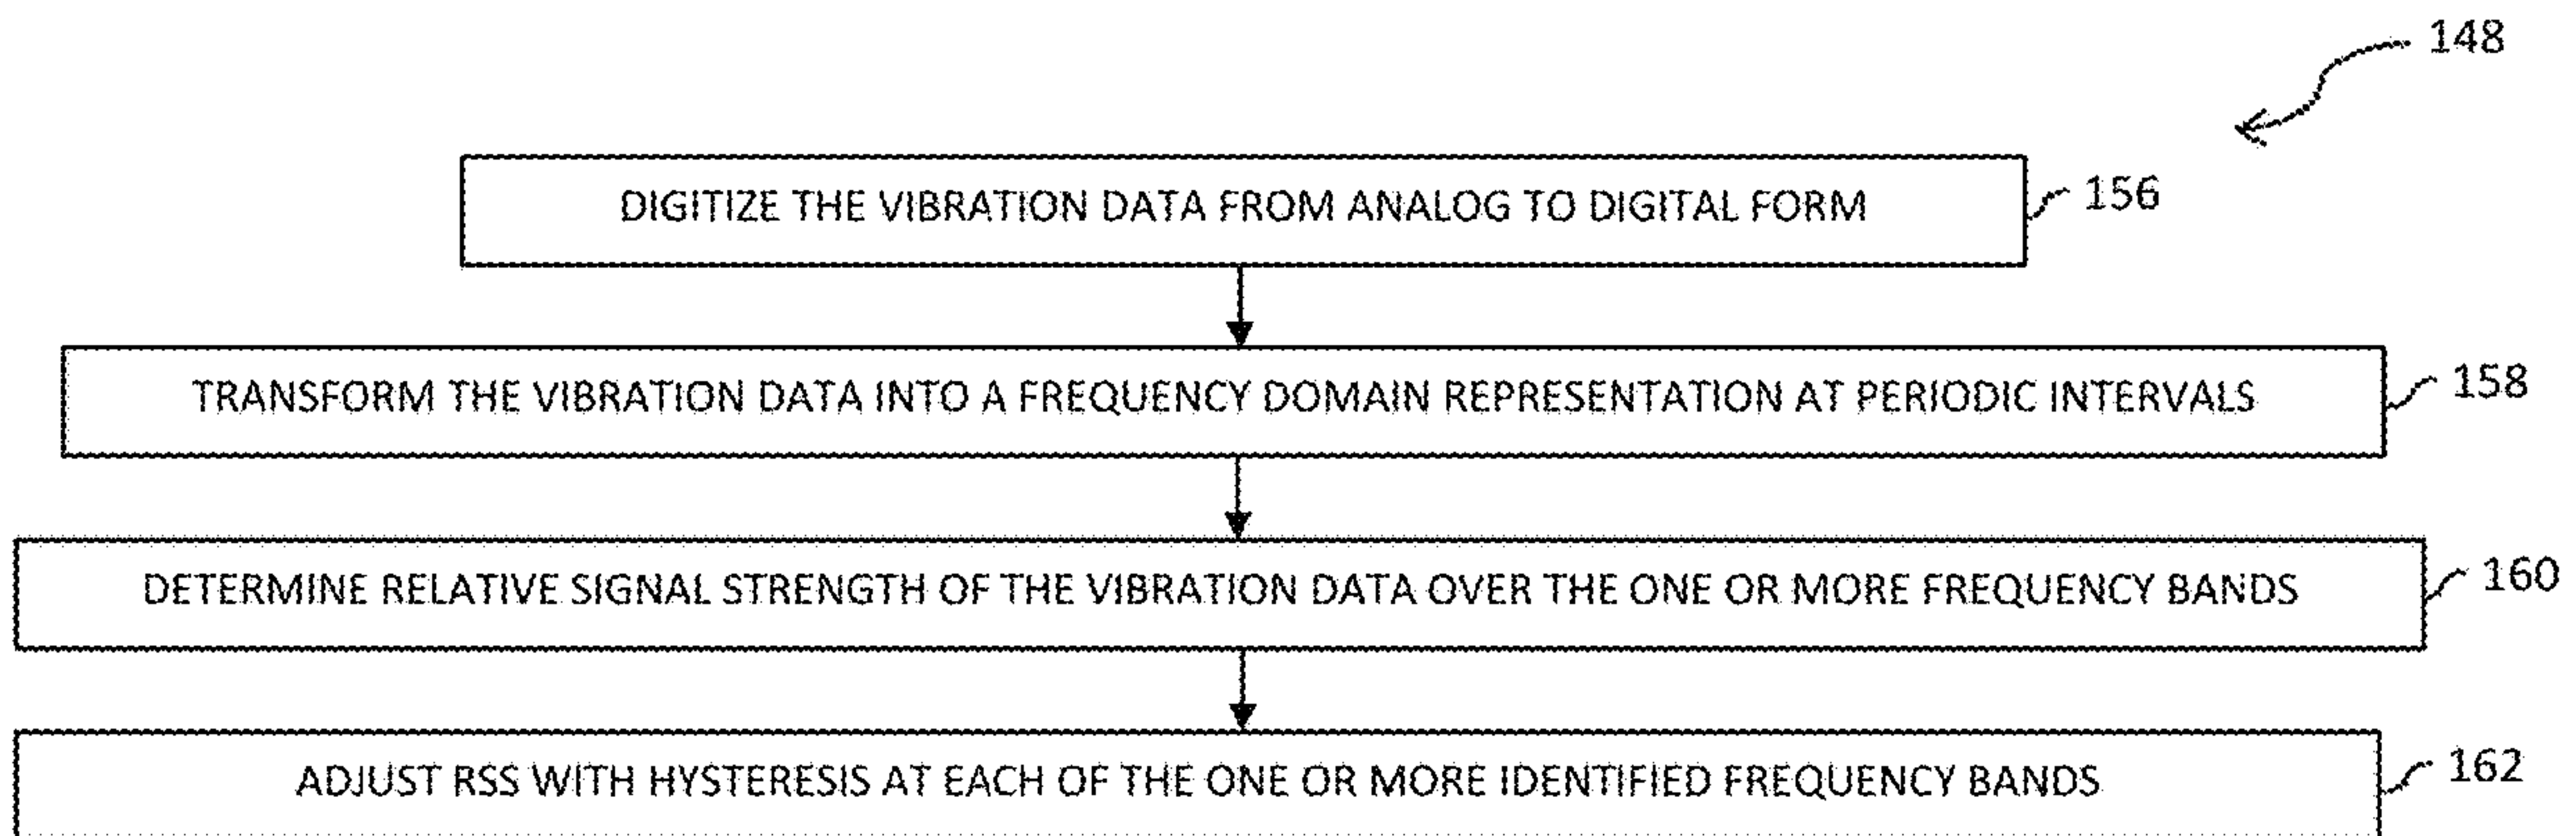 148
DIGITIZE THE VIBRATION DATA FROM ANALOG TO DIGITAL FORM
156
TRANSFORM THE VIBRATION DATA INTO A FREQUENCY DOMAIN REPRESENTATION AT PERIODIC INTERVALS
158
DETERMINE RELATIVE SIGNAL STRENGTH OF THE VIBRATION DATA OVER THE ONE OR MORE FREQUENCY BANDS
160
ADJUST RSS WITH HYSTERESIS AT EACH OF THE ONE OR MORE IDENTIFIED FREQUENCY BANDS
162